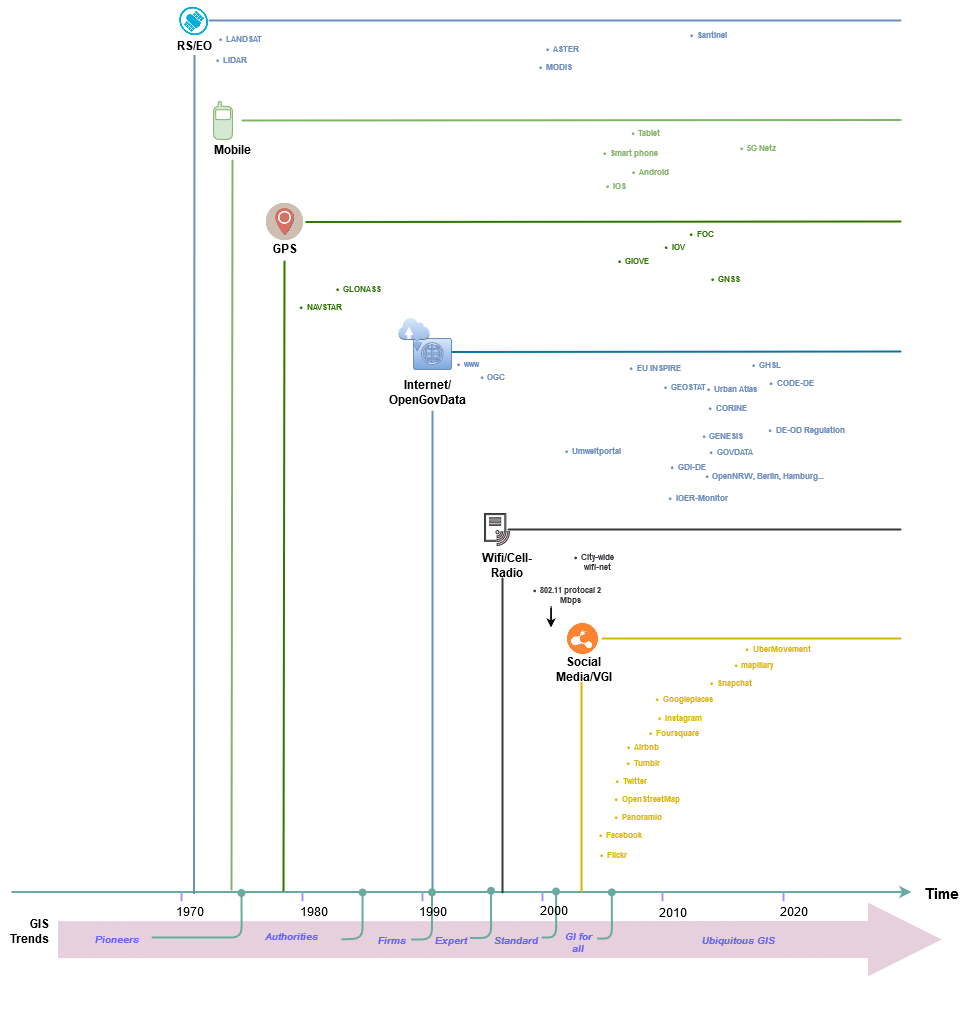 RS/EO
• LANDSAT
• LIDAR
• Santinel
• ASTER
• MODIS
Mobile
• Tablet
• Smart phone
• 5G Netz
• Android
• IOS
GPS
• FOC
• IOV
• GIOVE
• GNSS
• GLONASS
• NAVSTAR
Internet/
OpenGovData
• www
• OGC
• EU INSPIRE
• GHSL
• GEOSTAT
• Urban Atlas
• CODE-DE
• CORINE
• DE-OD Regulation
• GENESIS
• Umweltportal
• GOVDATA
• GDI-DE
• OpenNRW, Berlin, Hamburg...
• IOER-Monitor
Wifi/Cell-
Radio
• City-wide
wifi-net
• 802.11 protocal 2
Mbps
Social
Media/VGI
• UberMovement
• mapillary
• Snapchat
• Googleplaces
• Instagram
• Foursquare
• Airbnb
• Tumblr
• Twitter
• OpenStreetMap
• Panoramio
• Facebook
• Flickr
Time
1970
1980
1990
2000
2010
2020
GIS
Trends
Pioneers
Authorities
Firms
Expert
Standard
GI for
all
Ubiquitous GIS